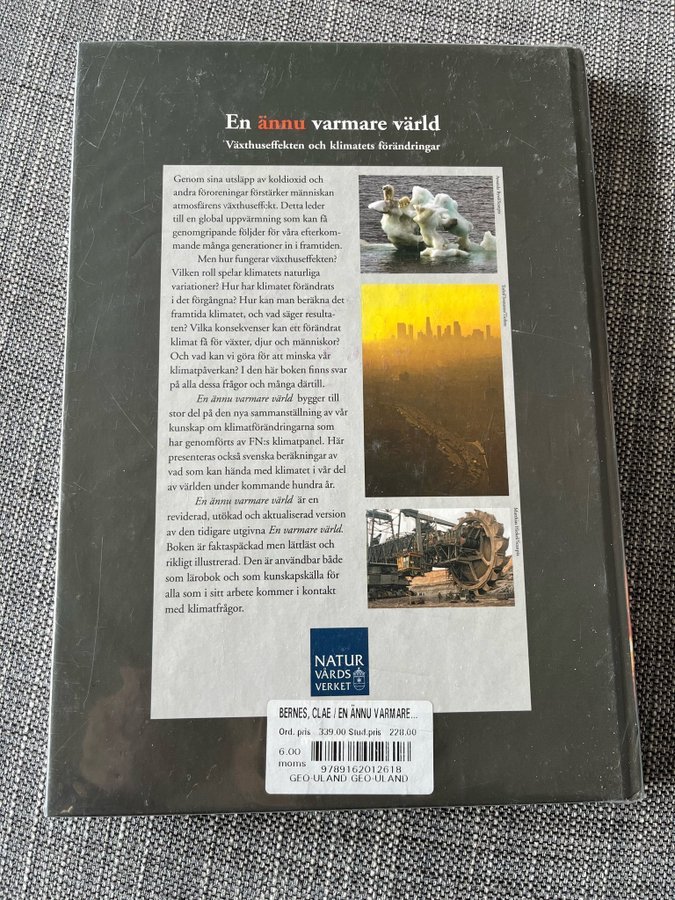 En ännu varmare värld
Växthuseffekten och klimatets förändringar
Genom sina utsläpp av koldioxid och
andra föroreningar förstärker människan
atmosfärens växthuseffekt. Detta leder
till en global uppvärmning som kan få
genomgripande följder för våra efterkom-
mande många generationer in i framtiden.
Men hur fungerar växthuseffekten?
Vilken roll spelar klimatets naturliga
variationer? Hur har klimatet förändrats
i det förgångna? Hur kan man beräkna det
framtida klimatet, och vad säger resulta-
ten? Vilka konsekvenser kan ett förändrat
klimat få för växter, djur och människor?
Och vad kan vi göra för att minska vår
klimatpåverkan? I den här boken finns svar
på alla dessa frågor och många därtill.
En ännu varmare värld bygger till
stor del på den nya sammanställning av vår
kunskap om klimatförändringarna som
har genomförts av FN:s klimatpanel. Här
presenteras också svenska beräkningar av
vad som kan hända med klimatet i vår del
av världen under kommande hundra år.
En ännu varmare värld är en
reviderad, utökad och aktualiserad version
av den tidigare utgivna En varmare värld.
Boken är faktaspäckad men lättläst och
rikligt illustrerad. Den är användbar både
som lärobok och som kunskapskälla för
alla som i sitt arbete kommer i kontakt
med klimatfrågor.
NATUR
VÅRDS
VERKET
BERNES, CLAE / EN ÄNNU VARMARE...
Ord. pris 339.00 Stud.pris 228.00
6.00
moms
9789162012618
GEO-ULAND GEO-ULAND